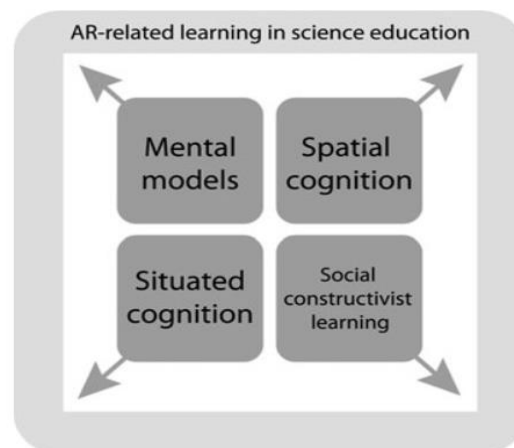 AR-related learning in science education
Mental
models
Spatial
cognition
Situated
cognition
Social
constructivist
learning